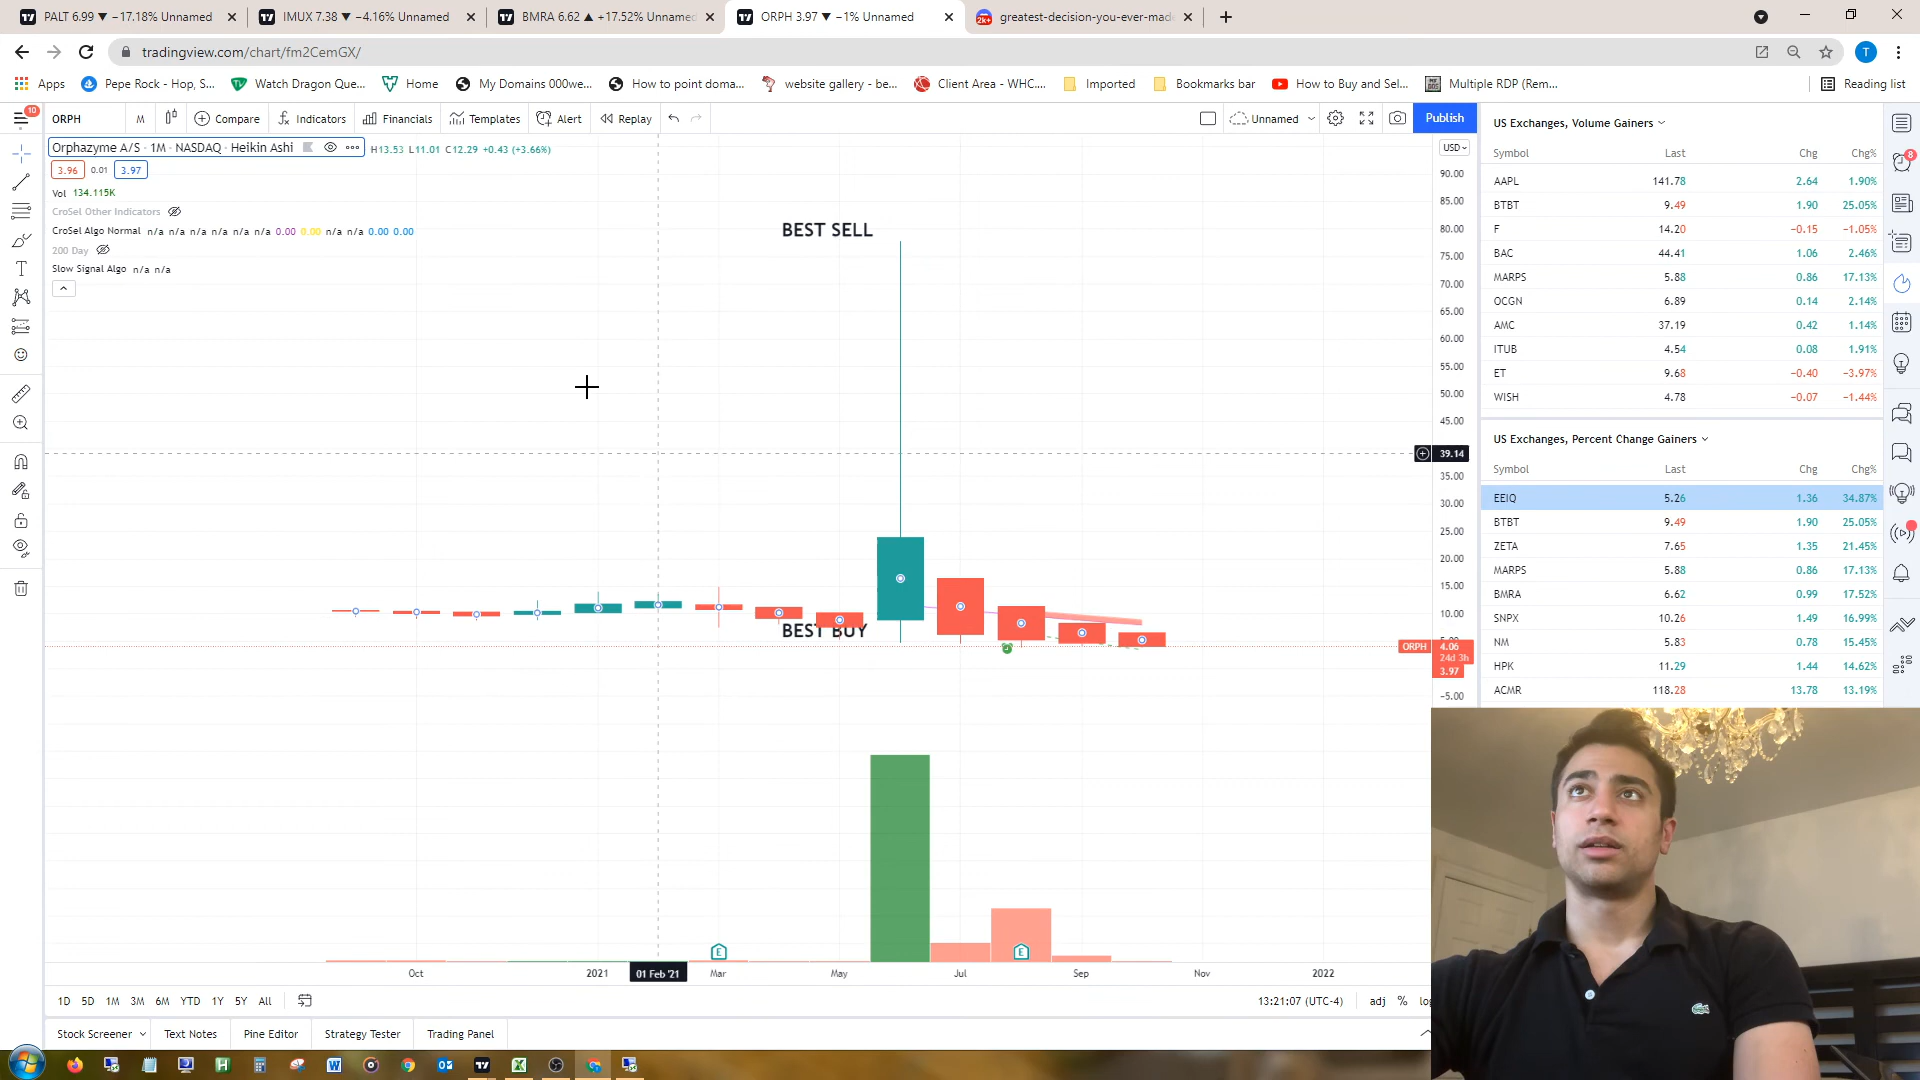 PALT 6.99 ▼ −17.18% Unnamed
IMUX 7.38 ▼ −4.16% Unnamed
BMRA 6.62 ▲ +17.52% Unnamed
ORPH 3.97 ▼ −1% Unnamed
greatest-decision-you-ever-mad
tradingview.com/chart/fm2CemGX/
T
Apps
Pepe Rock - Hop, S...
Watch Dragon Que...
Home
My Domains 000we...
How to point doma...
website gallery - be...
Client Area - WHC....
Imported
Bookmarks bar
How to Buy and Sel...
Multiple RDP (Rem...
Reading list
10
ORPH
M
Compare
Indicators
Financials
Templates
Alert
Replay
Unnamed
Publish
Orphazyme A/S · 1M · NASDAQ · Heikin Ashi
H13.53 L11.01 C12.29 +0.43 (+3.66%)
3.96 0.01 3.97
Vol 134.115K
CroSel Other Indicators
CroSel Algo Normal n/a n/a n/a n/a n/a n/a 0.00 0.00 n/a n/a 0.00 0.00
200 Day
Slow Signal Algo n/a n/a
BEST SELL
BEST BUY
USD
90.00
85.00
80.00
75.00
70.00
65.00
60.00
55.00
50.00
45.00
39.14
35.00
30.00
25.00
20.00
15.00
10.00
5.00
ORPH 4.06
24d 3h
3.97
−5.00
E
E
Oct
2021
01 Feb '21
Mar
May
Jul
Sep
Nov
2022
1D 5D 1M 3M 6M YTD 1Y 5Y All
13:21:07 (UTC-4)
adj % log
Stock Screener
Text Notes
Pine Editor
Strategy Tester
Trading Panel
US Exchanges, Volume Gainers
Symbol Last Chg Chg%
AAPL 141.78 2.64 1.90%
BTBT 9.49 1.90 25.05%
F 14.20 −0.15 −1.05%
BAC 44.41 1.06 2.46%
MARPS 5.88 0.86 17.13%
OCGN 6.89 0.14 2.14%
AMC 37.19 0.42 1.14%
ITUB 4.54 0.08 1.91%
ET 9.68 −0.40 −3.97%
WISH 4.78 −0.07 −1.44%
US Exchanges, Percent Change Gainers
Symbol Last Chg Chg%
EEIQ 5.26 1.36 34.87%
BTBT 9.49 1.90 25.05%
ZETA 7.65 1.35 21.45%
MARPS 5.88 0.86 17.13%
BMRA 6.62 0.99 17.52%
SNPX 10.26 1.49 16.99%
NM 5.83 0.78 15.45%
HPK 11.29 1.44 14.62%
ACMR 118.28 13.78 13.19%
8